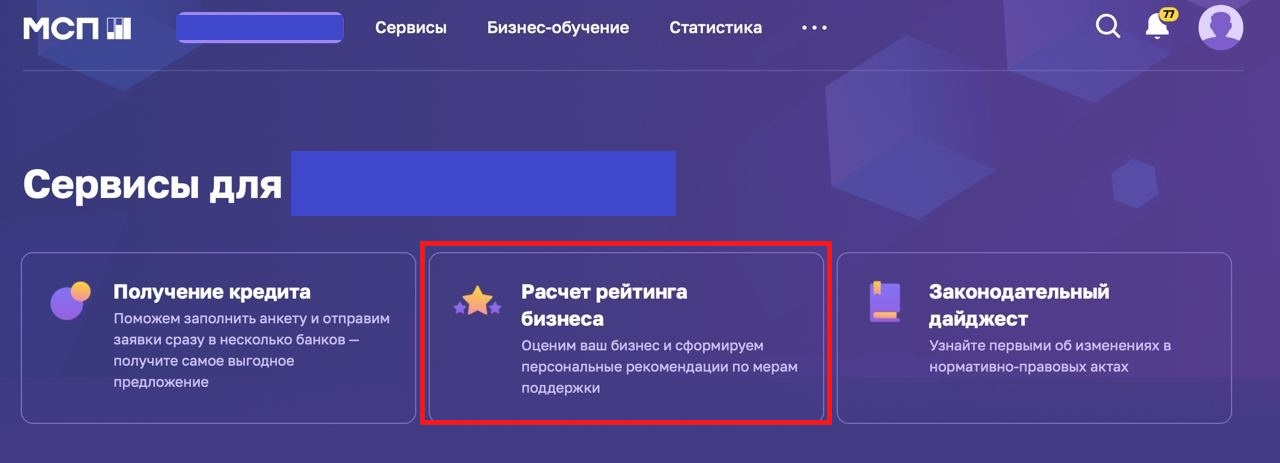 МСП
Сервисы
Бизнес-обучение
Статистика
77
Сервисы для
Получение кредита
Поможем заполнить анкету и отправим
заявки сразу в несколько банков —
получите самое выгодное
предложение
Расчет рейтинга
бизнеса
Оценим ваш бизнес и сформируем
персональные рекомендации по мерам
поддержки
Законодательный
дайджест
Узнайте первыми об изменениях в
нормативно-правовых актах